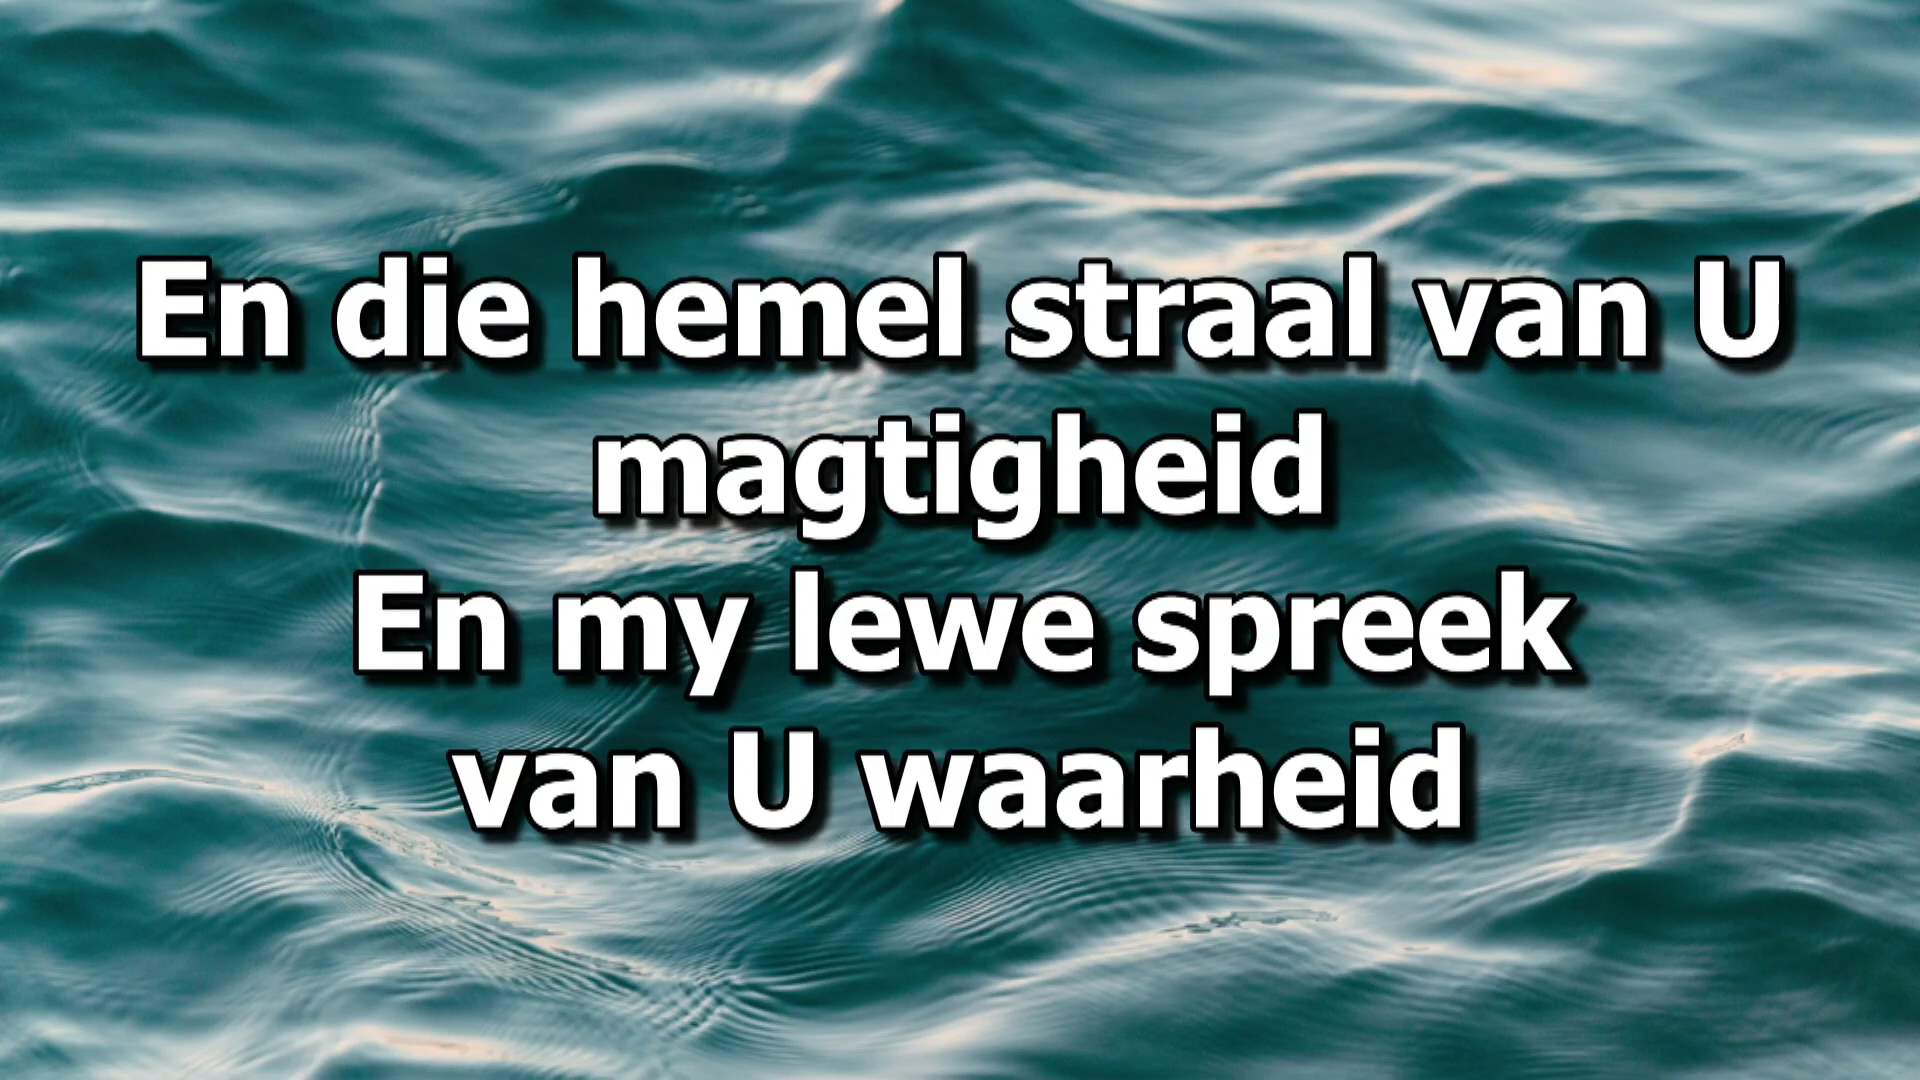 En die hemel straal van U
magtigheid
En my lewe spreek
van U waarheid